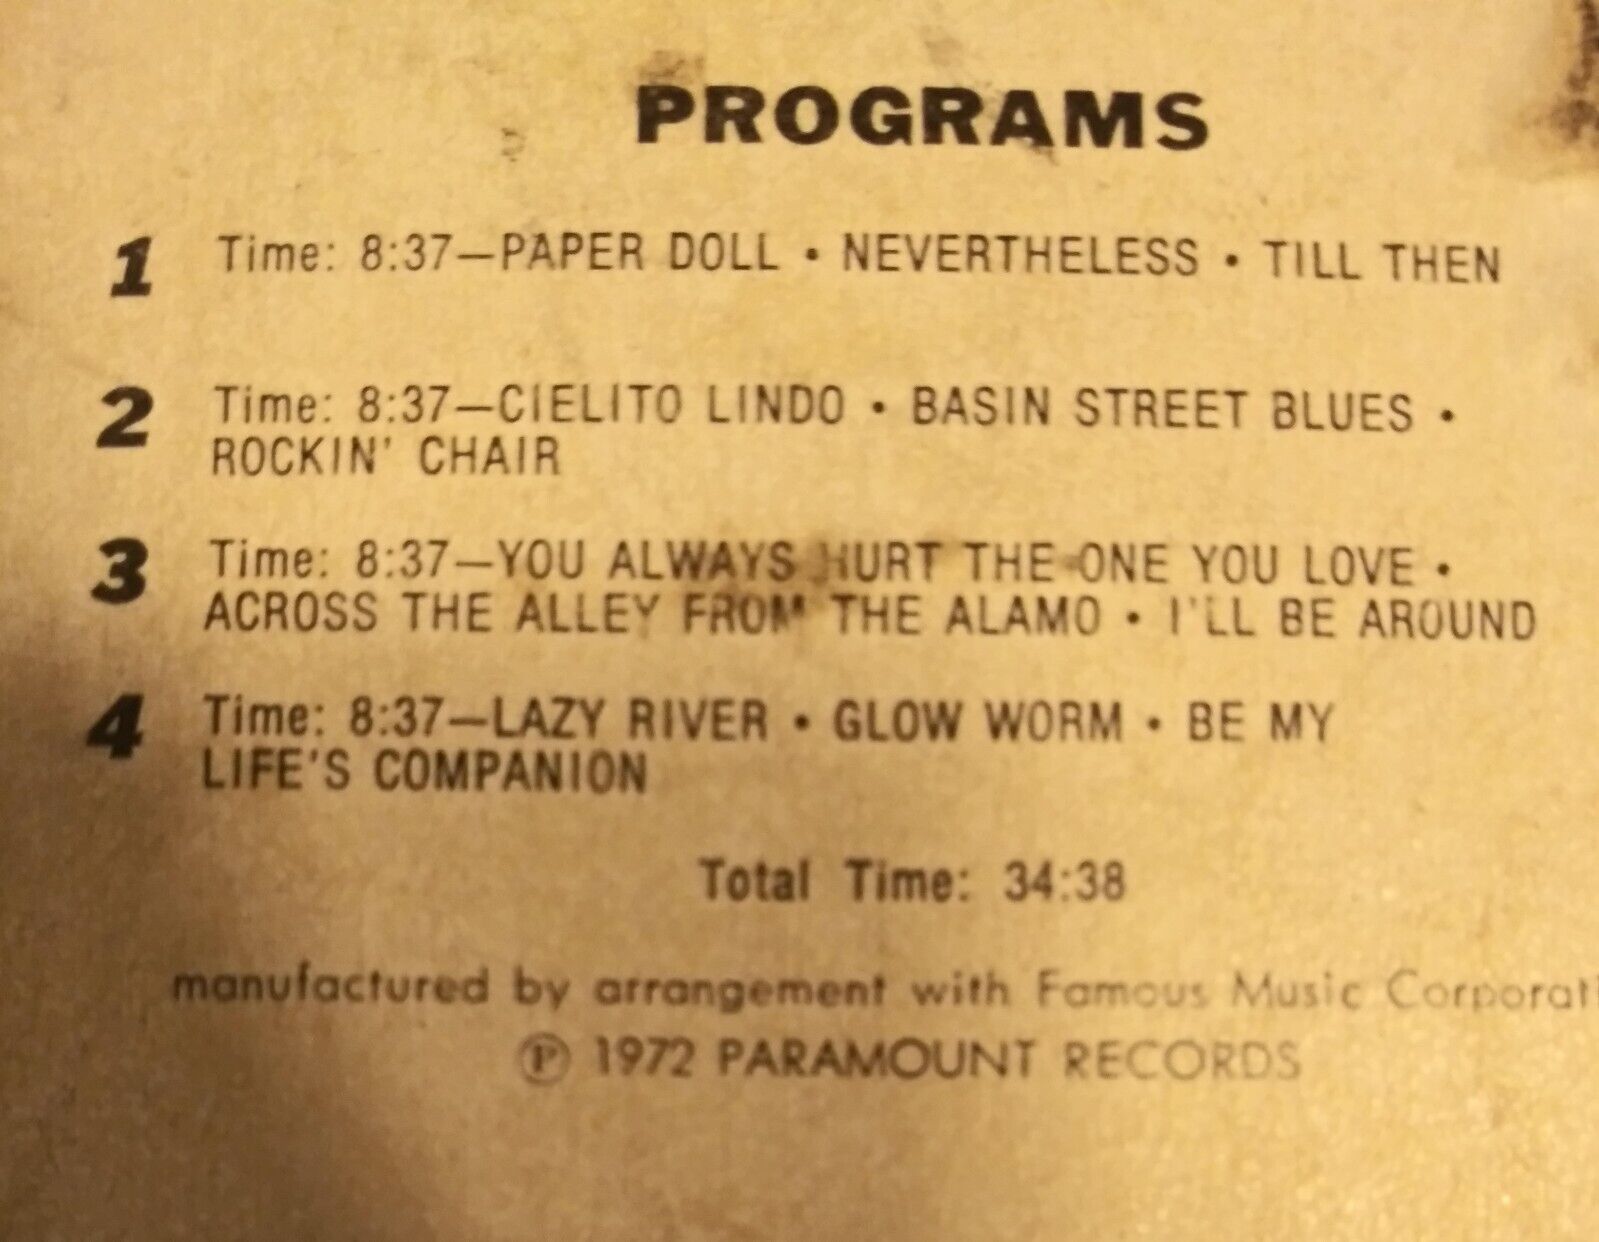 PROGRAMS
1 Time: 8:37—PAPER DOLL • NEVERTHELESS • TILL THEN
2 Time: 8:37—CIELITO LINDO • BASIN STREET BLUES •
ROCKIN' CHAIR
3 Time: 8:37—YOU ALWAYS HURT THE ONE YOU LOVE •
ACROSS THE ALLEY FROM THE ALAMO • I'LL BE AROUND
4 Time: 8:37—LAZY RIVER • GLOW WORM • BE MY
LIFE'S COMPANION
Total Time: 34:38
manufactured by arrangement with Famous Music Corporati
Ⓟ 1972 PARAMOUNT RECORDS